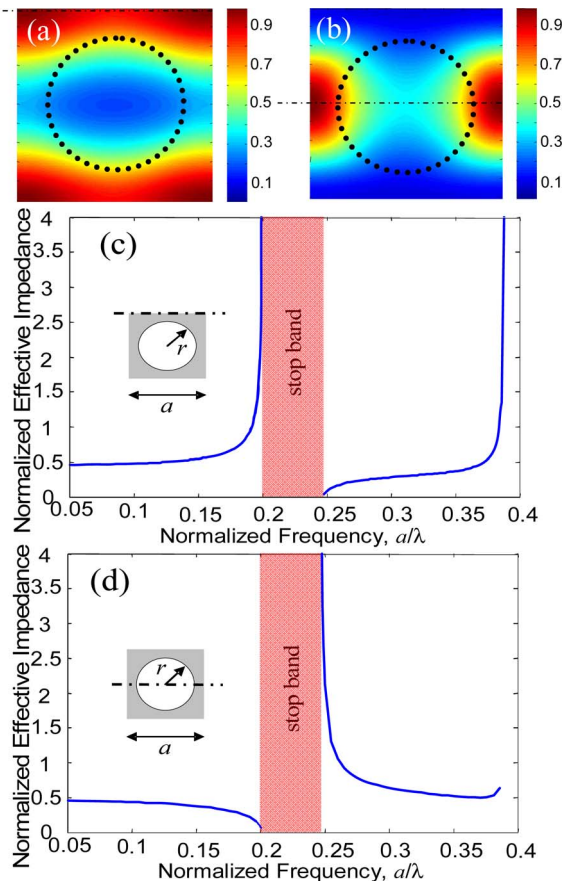 (a)
0.9
0.7
0.5
0.3
0.1
(b)
0.9
0.7
0.5
0.3
0.1
(c)
Normalized Effective Impedance
4
3.5
3
2.5
2
1.5
1
0.5
0
stop band
r
a
0.05 0.1 0.15 0.2 0.25 0.3 0.35 0.4
Normalized Frequency, a/λ
(d)
Normalized Effective Impedance
4
3.5
3
2.5
2
1.5
1
0.5
0
stop band
r
a
0.05 0.1 0.15 0.2 0.25 0.3 0.35 0.4
Normalized Frequency, a/λ